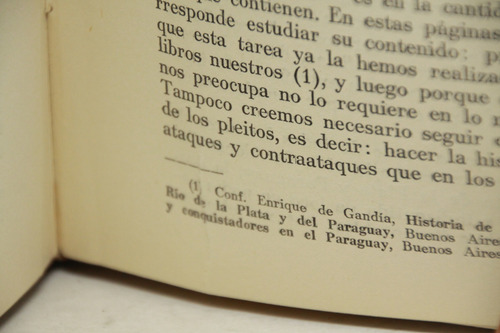 contienen. En estas páginas
rresponde estudiar su contenido:
que esta tarea ya la hemos realiza
libros nuestros (1), y luego porque
nos preocupa no lo requiere en lo
Tampoco creemos necesario seguir
de los pleitos, es decir: hacer la his
ataques y contraataques que en los
(1) Conf. Enrique de Gandía, Historia de
Río de la Plata y del Paraguay, Buenos Aires
y conquistadores en el Paraguay, Buenos Aires